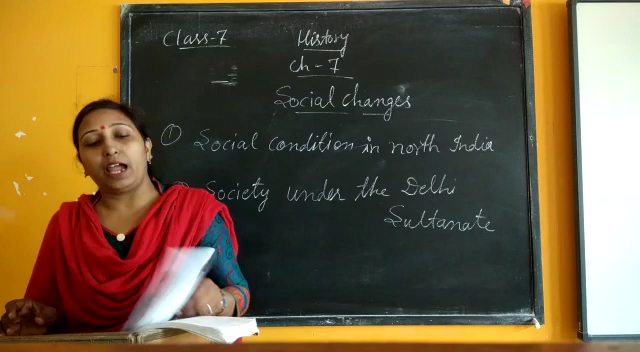 Class-7
History
Ch-7
Social changes
① Social condition in north India
Society under the Delhi
Sultanate